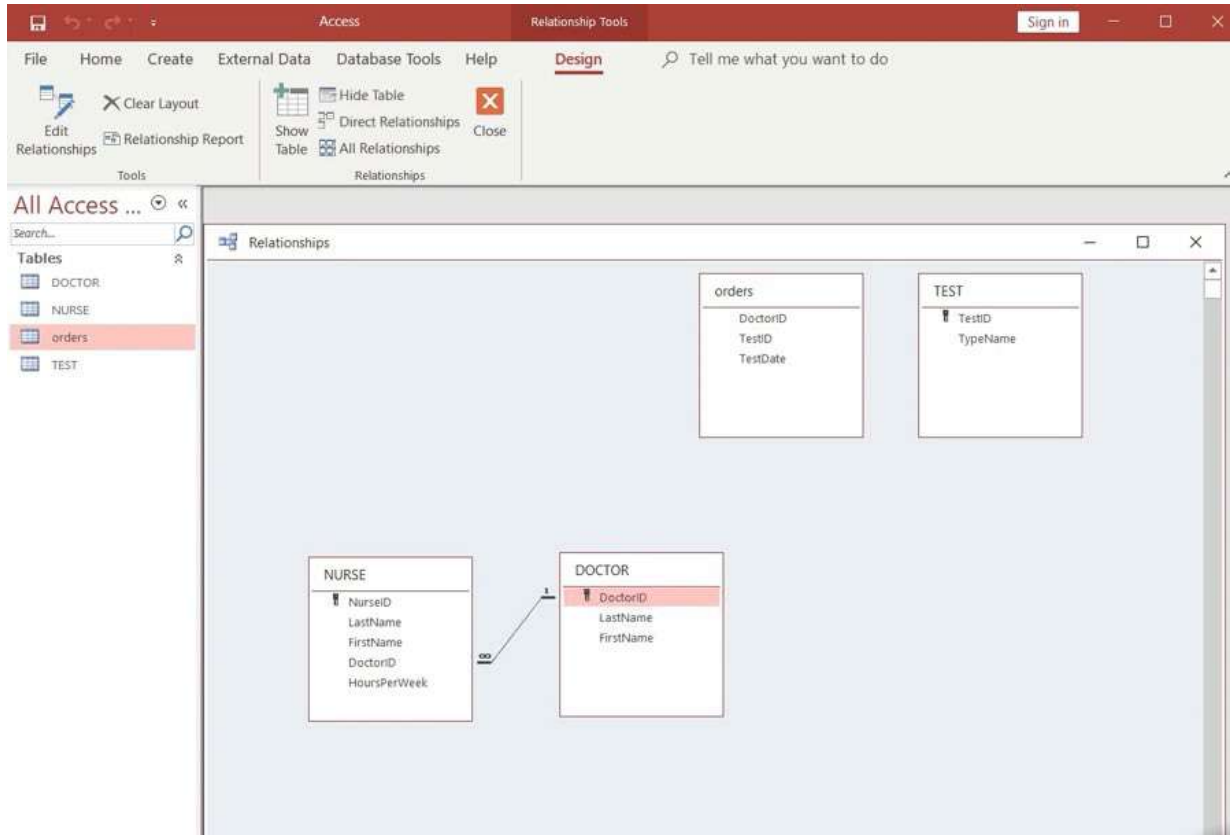 Access
Relationship Tools
Sign in
File Home Create External Data Database Tools Help Design Tell me what you want to do
Edit Relationships
Clear Layout
Relationship Report
Tools
Show Table
Hide Table
Direct Relationships
All Relationships
Close
Relationships
All Access ...
Search...
Tables
DOCTOR
NURSE
orders
TEST
Relationships
orders
DoctorID
TestID
TestDate
TEST
TestID
TypeName
NURSE
NurseID
LastName
FirstName
DoctorID
HoursPerWeek
∞
1
DOCTOR
DoctorID
LastName
FirstName